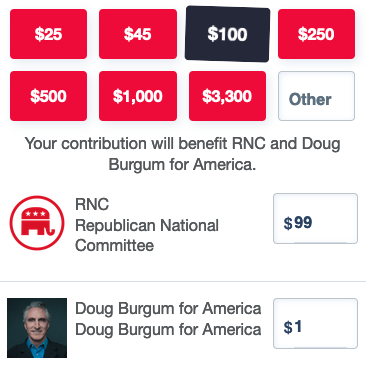 $25 $45 $100 $250
$500 $1,000 $3,300 Other
Your contribution will benefit RNC and Doug
Burgum for America.
RNC
Republican National
Committee
$99
Doug Burgum for America
Doug Burgum for America
$1